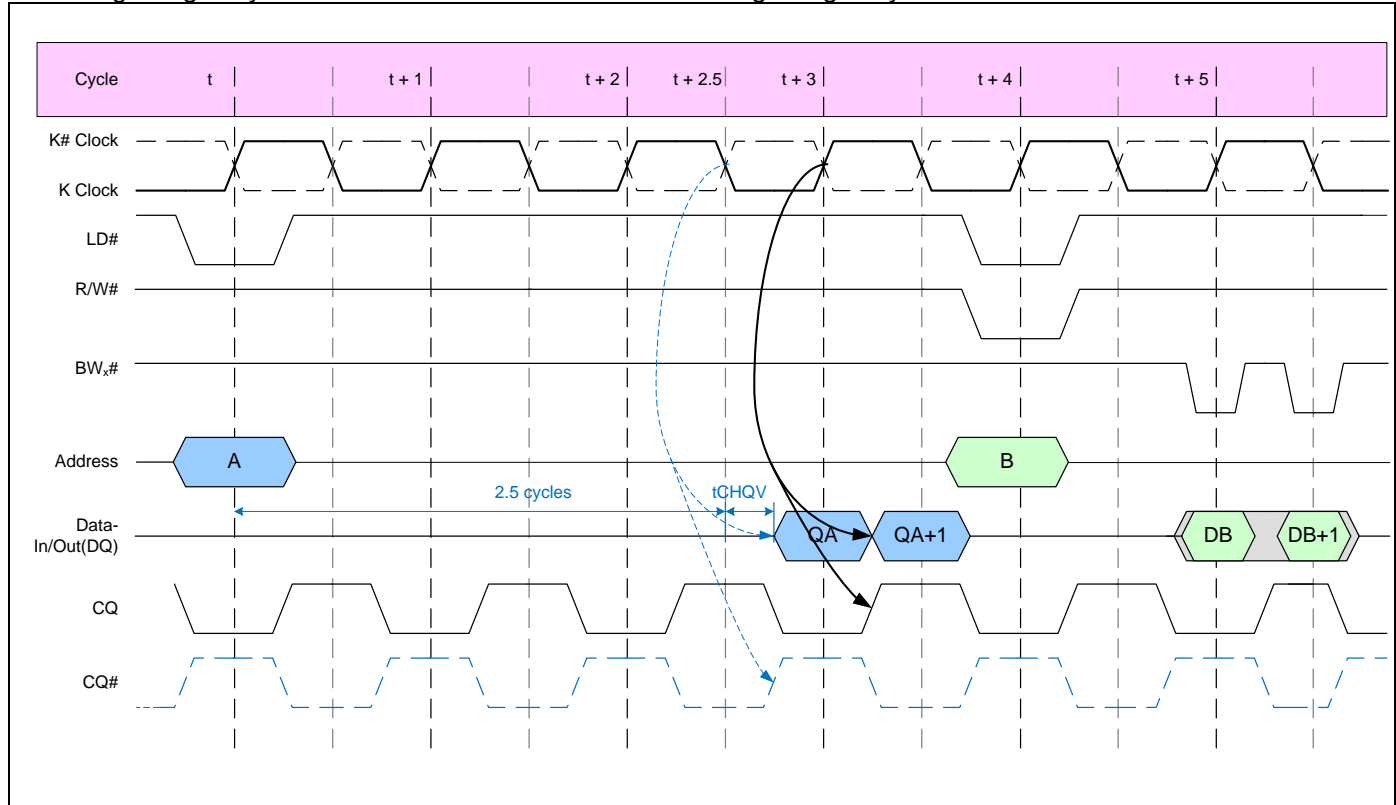 Cycle t t + 1 t + 2 t + 2.5 t + 3 t + 4 t + 5
K# Clock
K Clock
LD#
R/W#
BWx#
Address A B
2.5 cycles tCHQV
Data-
In/Out(DQ) QA QA+1 DB DB+1
CQ
CQ#